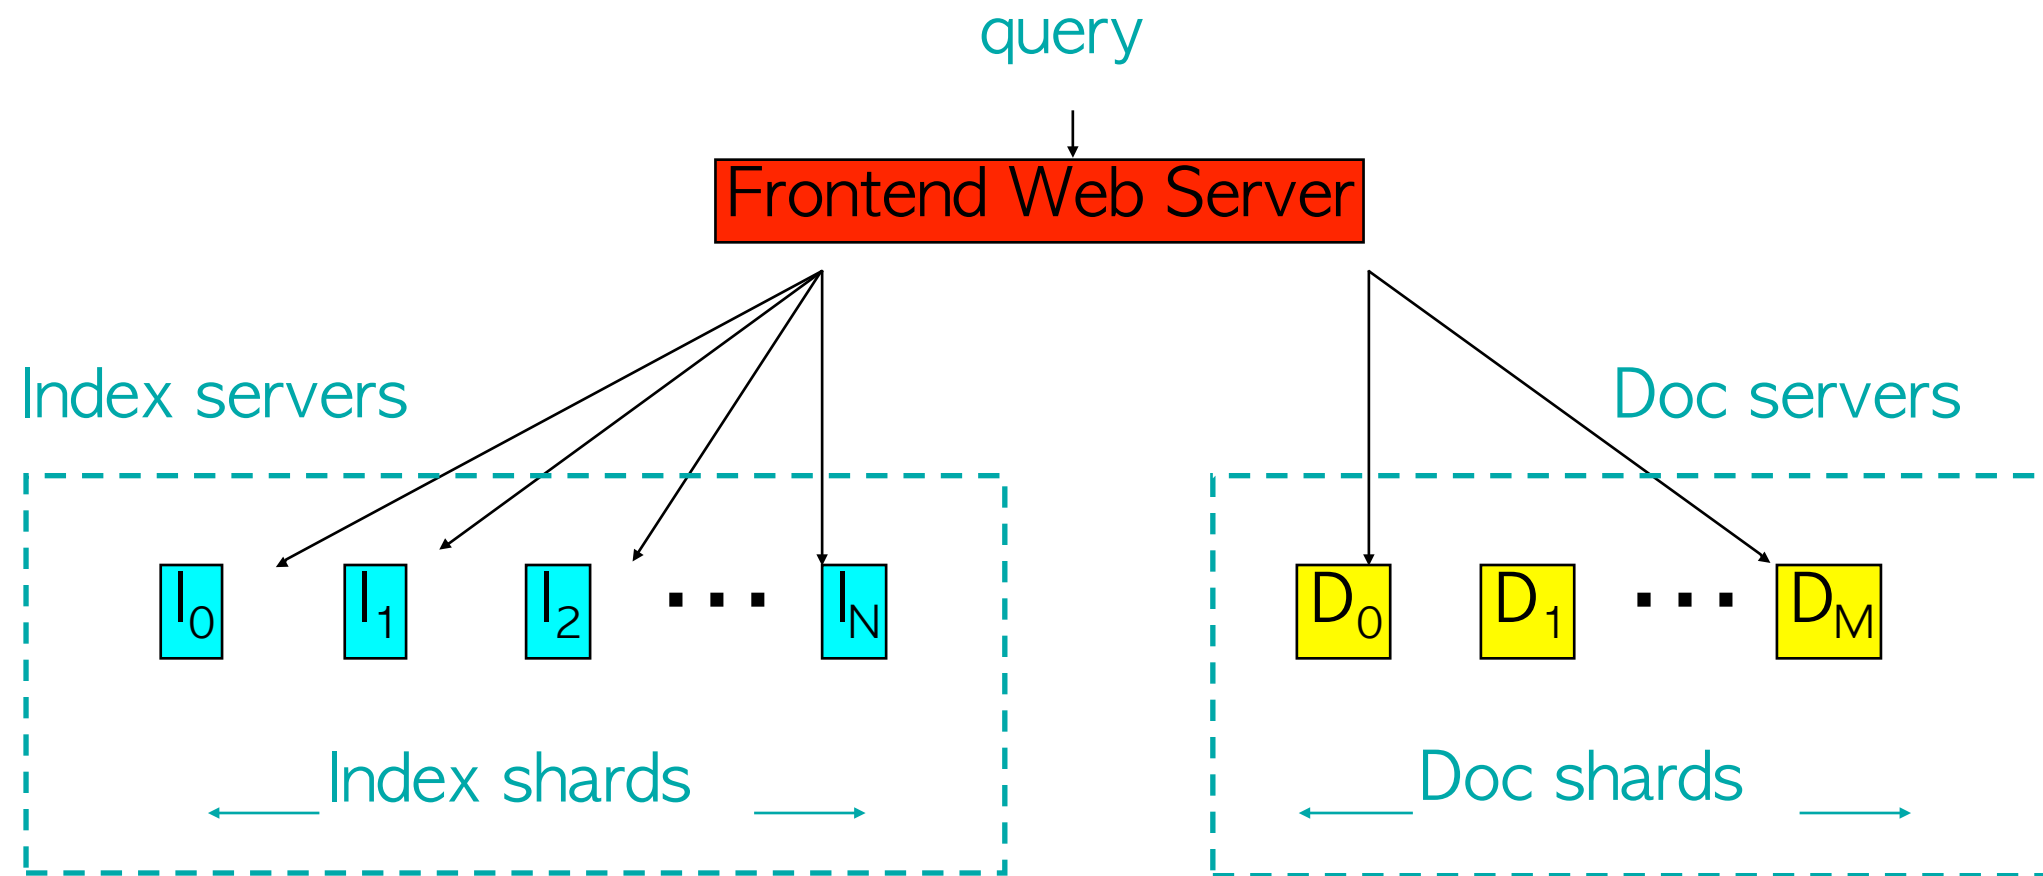 query
Frontend Web Server
Index servers
Doc servers
I0 I1 I2 ... IN
D0 D1 ... DM
Index shards
Doc shards